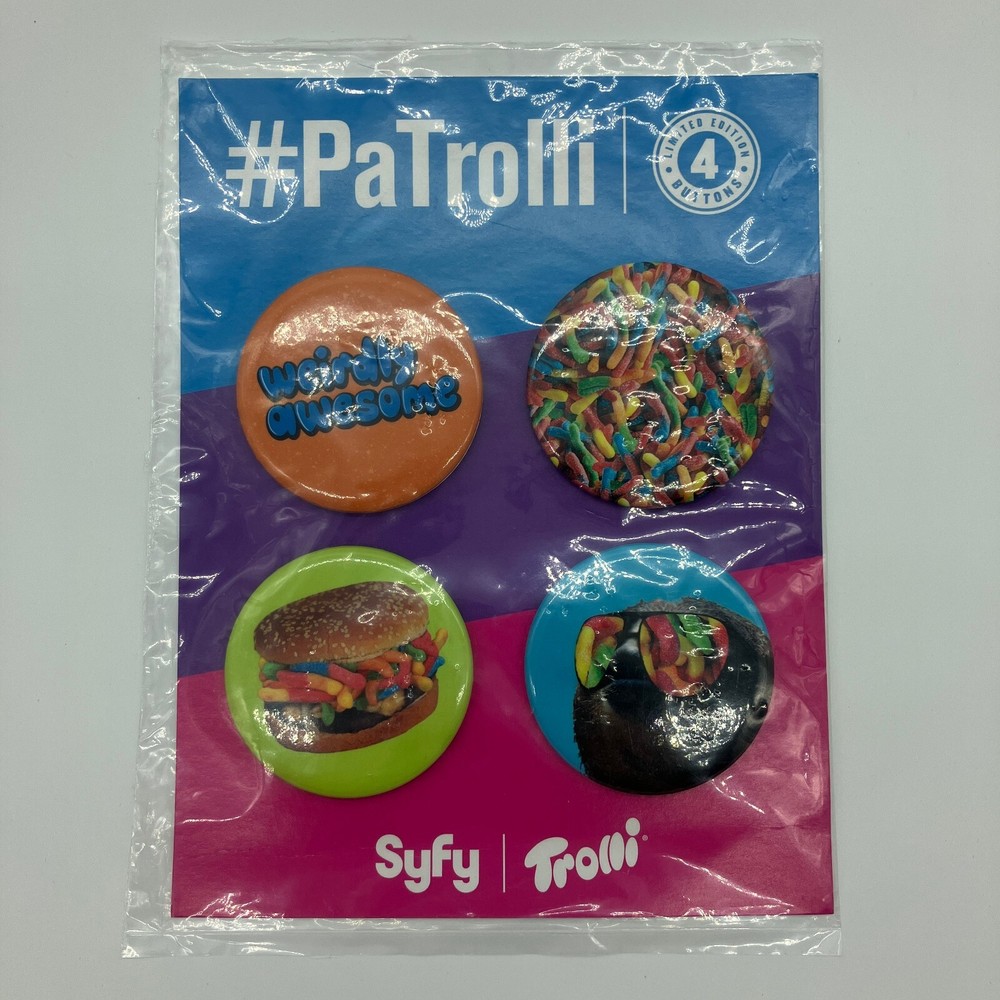 #PaTrolli
LIMITED EDITION
4
BUTTONS
weirdly
awesome
Syfy
Trolli®